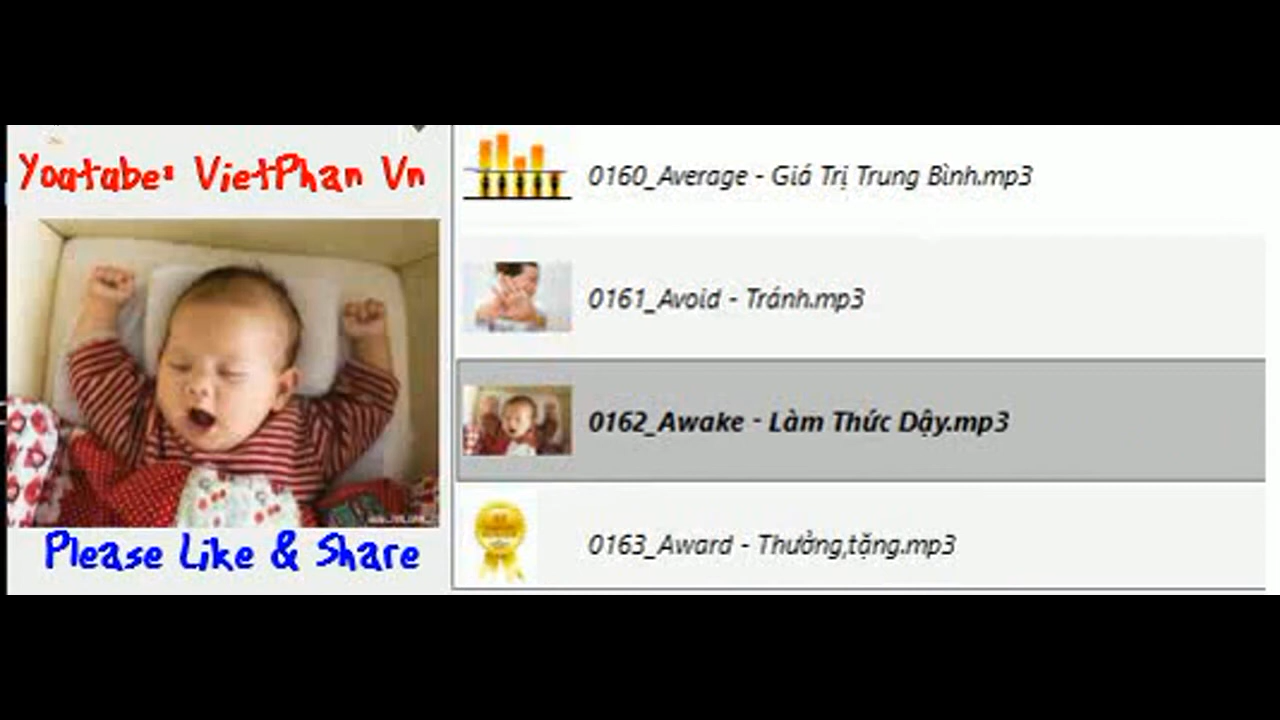 Youtube: VietPhan Vn
Please Like & Share
0160_Average - Giá Trị Trung Bình.mp3
0161_Avoid - Tránh.mp3
0162_Awake - Làm Thức Dậy.mp3
0163_Award - Thưởng,tặng.mp3